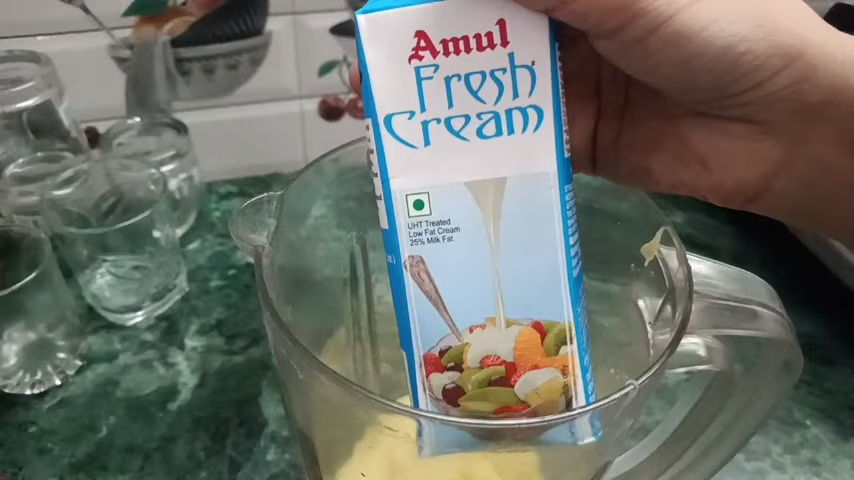 Amul
Fresh
Cream
UHT Treated
Low Fat Cream
25% Milk Fat